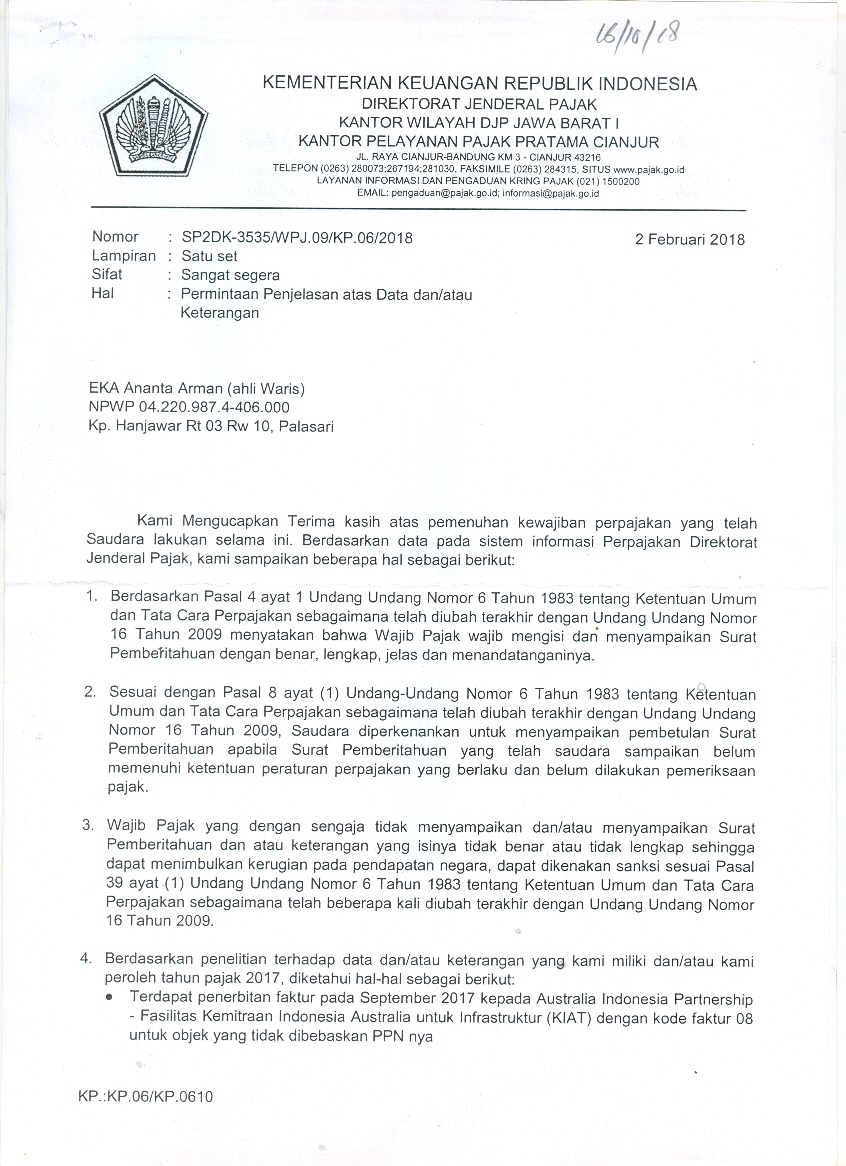 16/10/18
KEMENTERIAN KEUANGAN REPUBLIK INDONESIA
DIREKTORAT JENDERAL PAJAK
KANTOR WILAYAH DJP JAWA BARAT I
KANTOR PELAYANAN PAJAK PRATAMA CIANJUR
JL. RAYA CIANJUR-BANDUNG KM 3 - CIANJUR 43216
TELEPON (0263) 280073;267194;281030, FAKSIMILE (0263) 284315, SITUS www.pajak.go.id
LAYANAN INFORMASI DAN PENGADUAN KRING PAJAK (021) 1500200
EMAIL: pengaduan@pajak.go.id; informasi@pajak.go.id
Nomor : SP2DK-3535/WPJ.09/KP.06/2018 2 Februari 2018
Lampiran : Satu set
Sifat : Sangat segera
Hal : Permintaan Penjelasan atas Data dan/atau
Keterangan
EKA Ananta Arman (ahli Waris)
NPWP 04.220.987.4-406.000
Kp. Hanjawar Rt 03 Rw 10, Palasari
Kami Mengucapkan Terima kasih atas pemenuhan kewajiban perpajakan yang telah
Saudara lakukan selama ini. Berdasarkan data pada sistem informasi Perpajakan Direktorat
Jenderal Pajak, kami sampaikan beberapa hal sebagai berikut:
1. Berdasarkan Pasal 4 ayat 1 Undang Undang Nomor 6 Tahun 1983 tentang Ketentuan Umum
dan Tata Cara Perpajakan sebagaimana telah diubah terakhir dengan Undang Undang Nomor
16 Tahun 2009 menyatakan bahwa Wajib Pajak wajib mengisi dan menyampaikan Surat
Pemberitahuan dengan benar, lengkap, jelas dan menandatanganinya.
2. Sesuai dengan Pasal 8 ayat (1) Undang-Undang Nomor 6 Tahun 1983 tentang Ketentuan
Umum dan Tata Cara Perpajakan sebagaimana telah diubah terakhir dengan Undang Undang
Nomor 16 Tahun 2009, Saudara diperkenankan untuk menyampaikan pembetulan Surat
Pemberitahuan apabila Surat Pemberitahuan yang telah saudara sampaikan belum
memenuhi ketentuan peraturan perpajakan yang berlaku dan belum dilakukan pemeriksaan
pajak.
3. Wajib Pajak yang dengan sengaja tidak menyampaikan dan/atau menyampaikan Surat
Pemberitahuan dan atau keterangan yang isinya tidak benar atau tidak lengkap sehingga
dapat menimbulkan kerugian pada pendapatan negara, dapat dikenakan sanksi sesuai Pasal
39 ayat (1) Undang Undang Nomor 6 Tahun 1983 tentang Ketentuan Umum dan Tata Cara
Perpajakan sebagaimana telah beberapa kali diubah terakhir dengan Undang Undang Nomor
16 Tahun 2009.
4. Berdasarkan penelitian terhadap data dan/atau keterangan yang kami miliki dan/atau kami
peroleh tahun pajak 2017, diketahui hal-hal sebagai berikut:
• Terdapat penerbitan faktur pada September 2017 kepada Australia Indonesia Partnership
- Fasilitas Kemitraan Indonesia Australia untuk Infrastruktur (KIAT) dengan kode faktur 08
untuk objek yang tidak dibebaskan PPN nya
KP.:KP.06/KP.0610